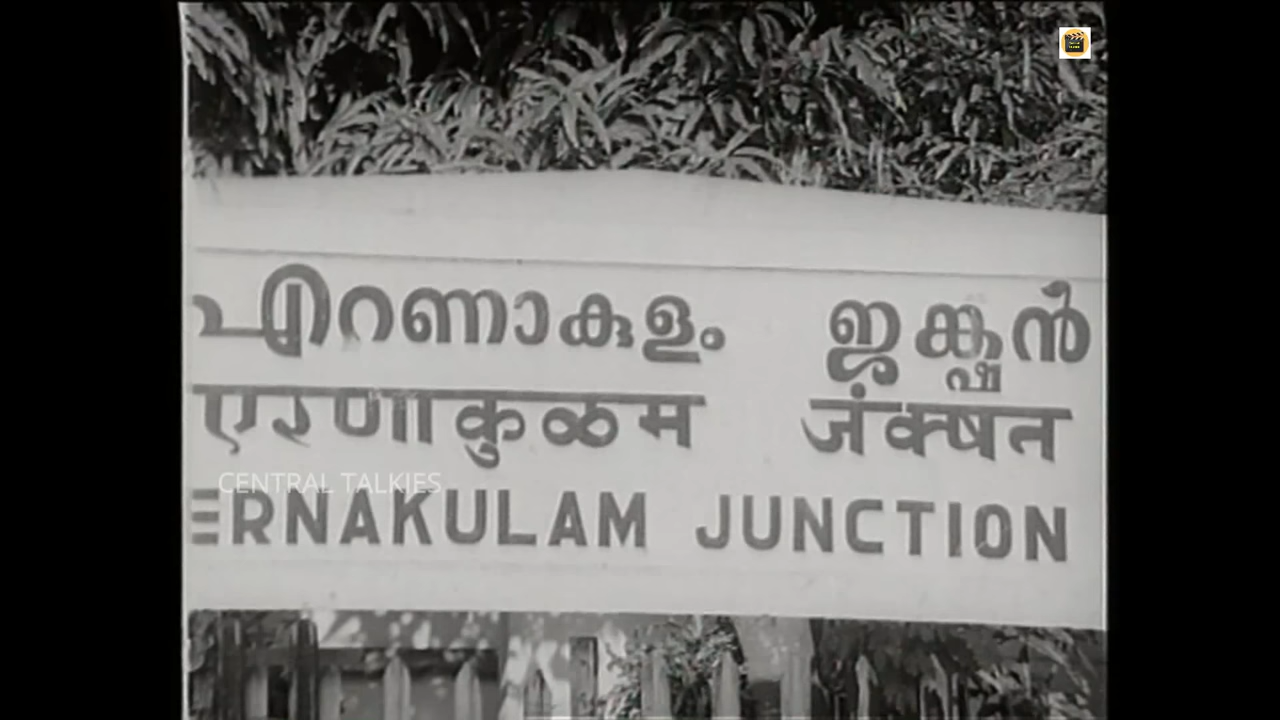 എറണാകുളം ജങ്ക്ഷൻ
एरणाकुळम जंक्षन
CENTRAL TALKIES
ERNAKULAM JUNCTION